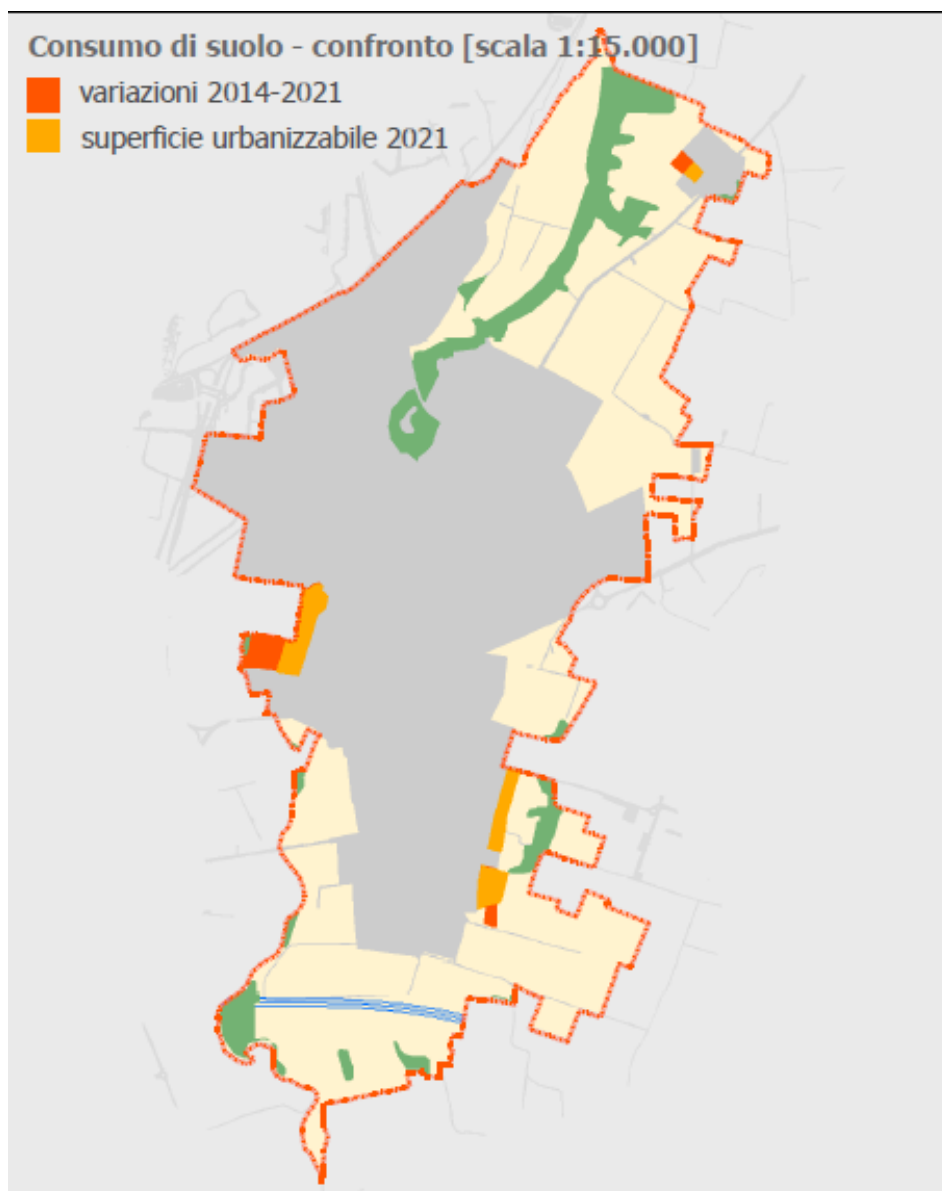 Consumo di suolo - confronto [scala 1:15.000]
variazioni 2014-2021
superficie urbanizzabile 2021